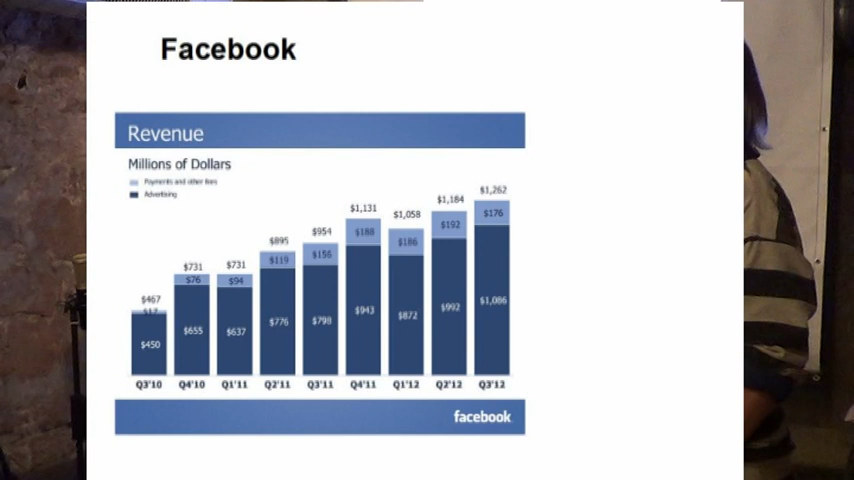 Facebook
Revenue
Millions of Dollars
Payments and other fees
Advertising
$467 $731 $731 $895 $954 $1,131 $1,058 $1,184 $1,262
$17 $76 $94 $119 $156 $188 $186 $192 $176
$450 $655 $637 $776 $798 $943 $872 $992 $1,086
Q3'10 Q4'10 Q1'11 Q2'11 Q3'11 Q4'11 Q1'12 Q2'12 Q3'12
facebook